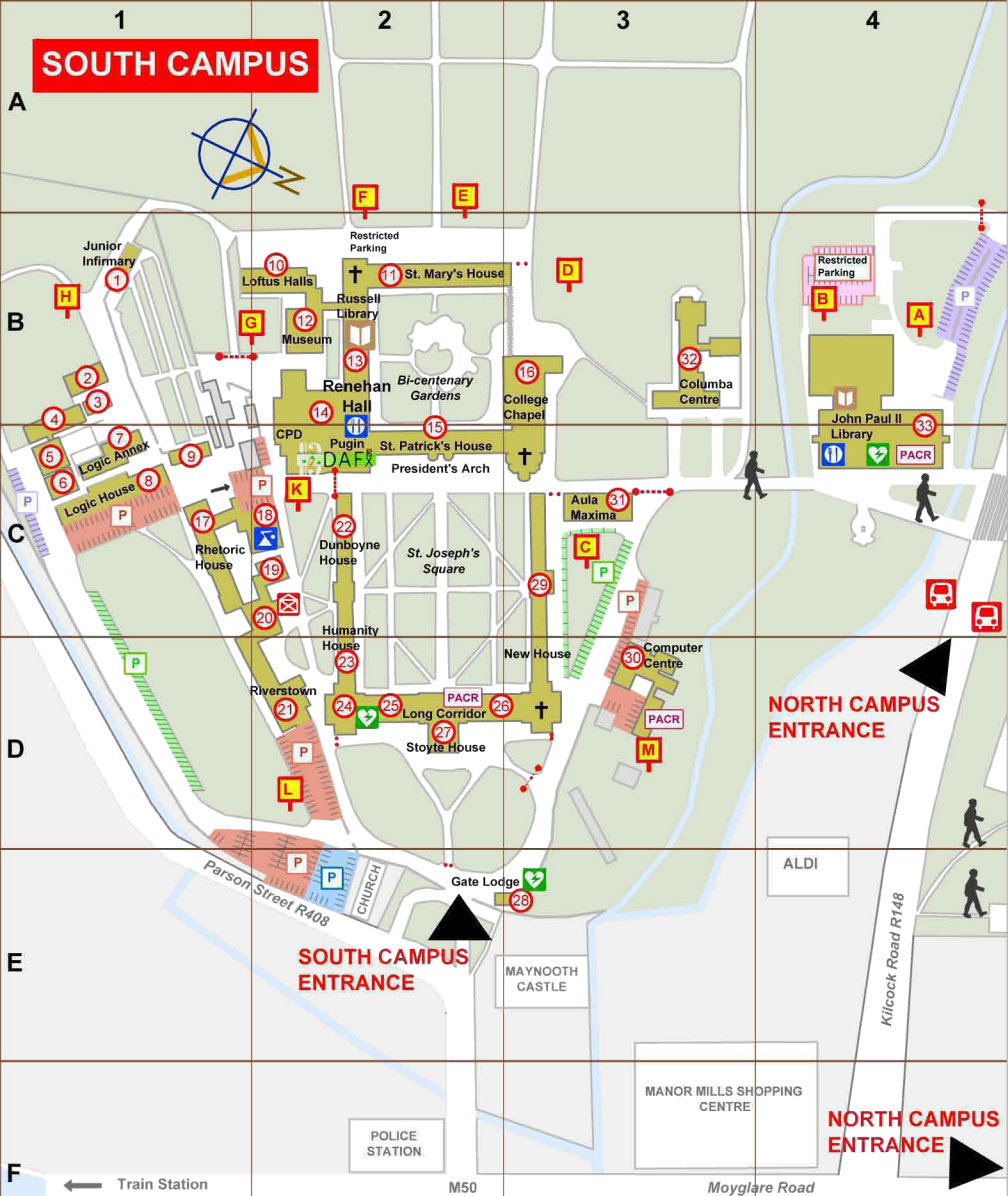 1
2
3
4
SOUTH CAMPUS
A
N
F
E
Restricted
Parking
Junior
Infirmary
1
H
10
Loftus Halls
11
St. Mary's House
D
Restricted
Parking
B
P
A
B
G
12
Museum
Russell
Library
13
Renehan
Hall
14
CPD
Bi-centenary
Gardens
16
College
Chapel
32
Columba
Centre
2
3
4
5
6
7
Logic Annex
8
Logic House
9
15
Pugin
St. Patrick's House
DAFx
President's Arch
John Paul II
Library
33
PACR
C
P
P
P
K
17
Rhetoric
House
18
19
20
22
Dunboyne
House
St. Joseph's
Square
29
Aula
Maxima
31
C
P
P
P
Humanity
House
23
New House
30
Computer
Centre
NORTH CAMPUS
ENTRANCE
Riverstown
21
24
25
PACR
Long Corridor
26
27
Stoyte House
PACR
M
D
P
L
P
P
CHURCH
Parson Street R408
Gate Lodge
28
ALDI
SOUTH CAMPUS
ENTRANCE
E
MAYNOOTH
CASTLE
Kilcock Road R148
MANOR MILLS SHOPPING
CENTRE
NORTH CAMPUS
ENTRANCE
POLICE
STATION
F
Train Station
M50
Moyglare Road